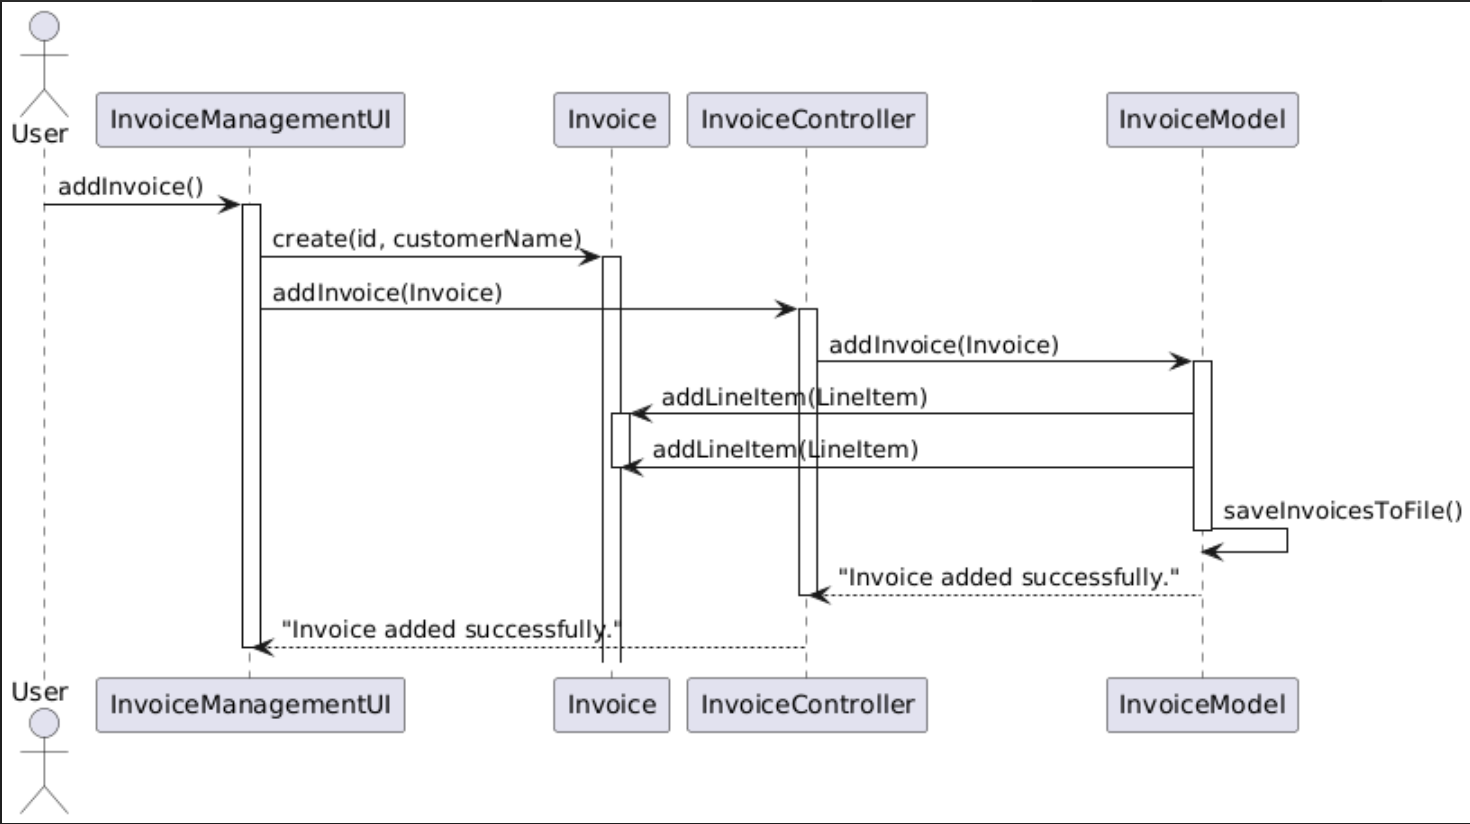 User
InvoiceManagementUI
Invoice
InvoiceController
InvoiceModel
addInvoice()
create(id, customerName)
addInvoice(Invoice)
addInvoice(Invoice)
addLineItem(LineItem)
addLineItem(LineItem)
saveInvoicesToFile()
"Invoice added successfully."
"Invoice added successfully."
User
InvoiceManagementUI
Invoice
InvoiceController
InvoiceModel